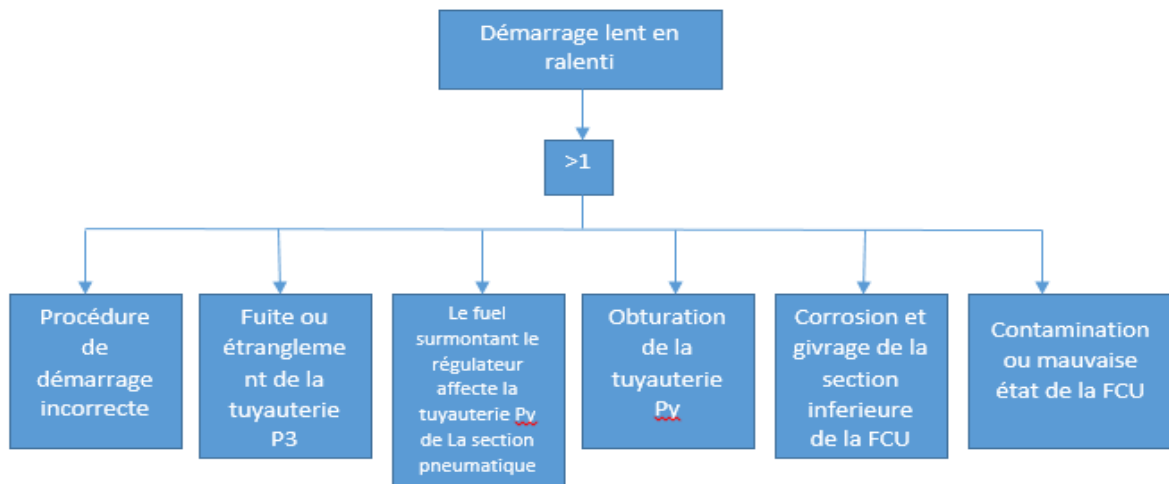 Démarrage lent en
ralenti
>1
Procédure
de
démarrage
incorrecte
Fuite ou
étrangleme
nt de la
tuyauterie
P3
Le fuel
surmontant le
régulateur
affecte la
tuyauterie Py
de La section
pneumatique
Obturation
de la
tuyauterie
Py
Corrosion et
givrage de la
section
inferieure
de la FCU
Contamination
ou mauvaise
état de la FCU